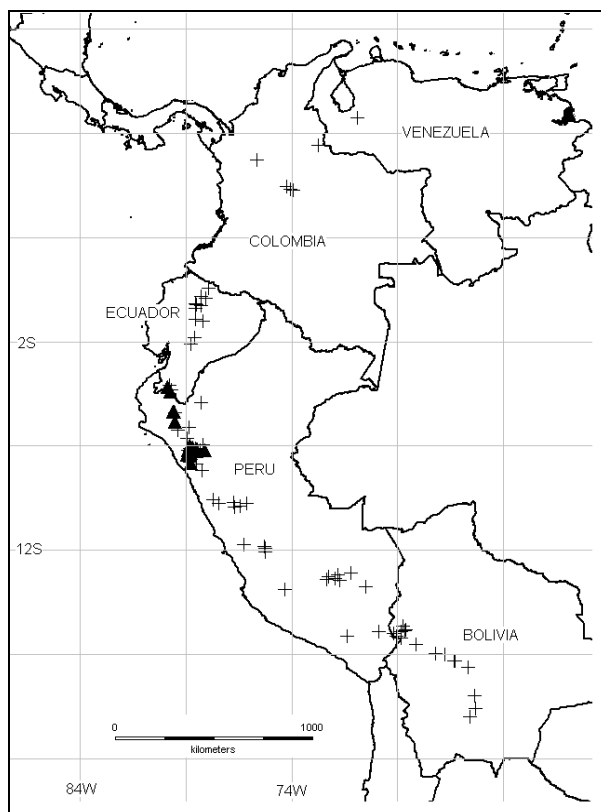 VENEZUELA
COLOMBIA
ECUADOR
2S
PERU
12S
BOLIVIA
0 1000
kilometers
84W 74W